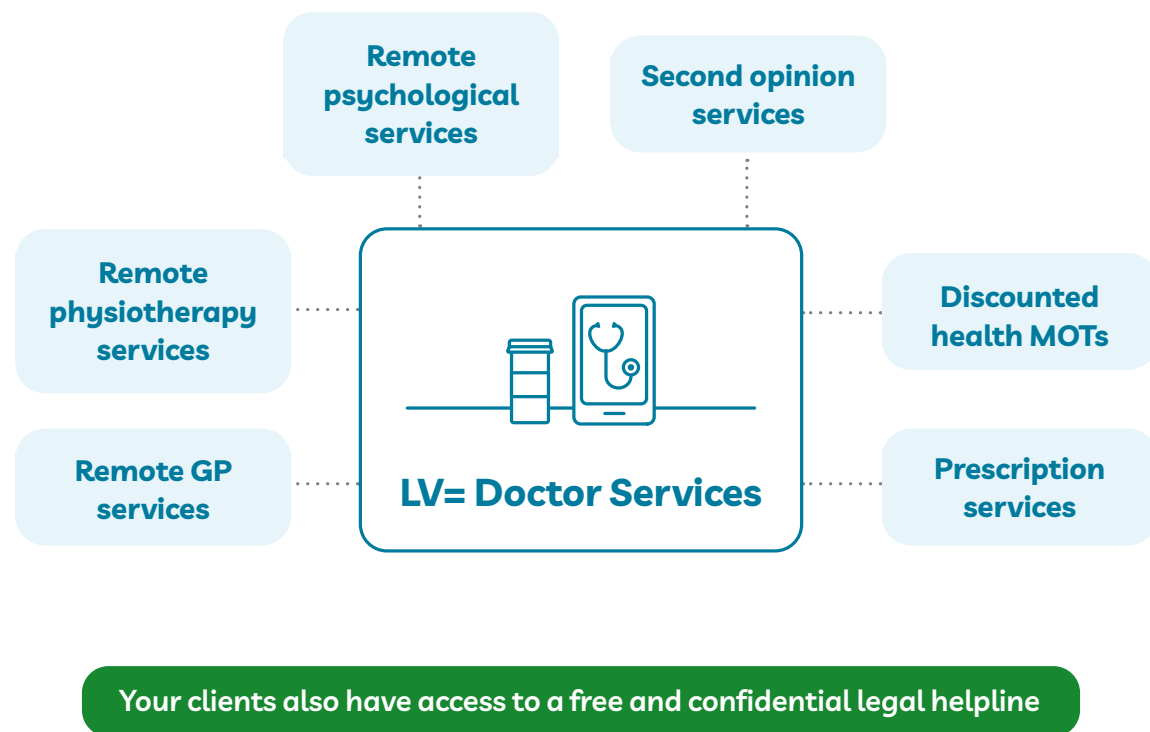 Remote
psychological
services
Second opinion
services
Remote
physiotherapy
services
Discounted
health MOTs
Remote GP
services
LV= Doctor Services
Prescription
services
Your clients also have access to a free and confidential legal helpline